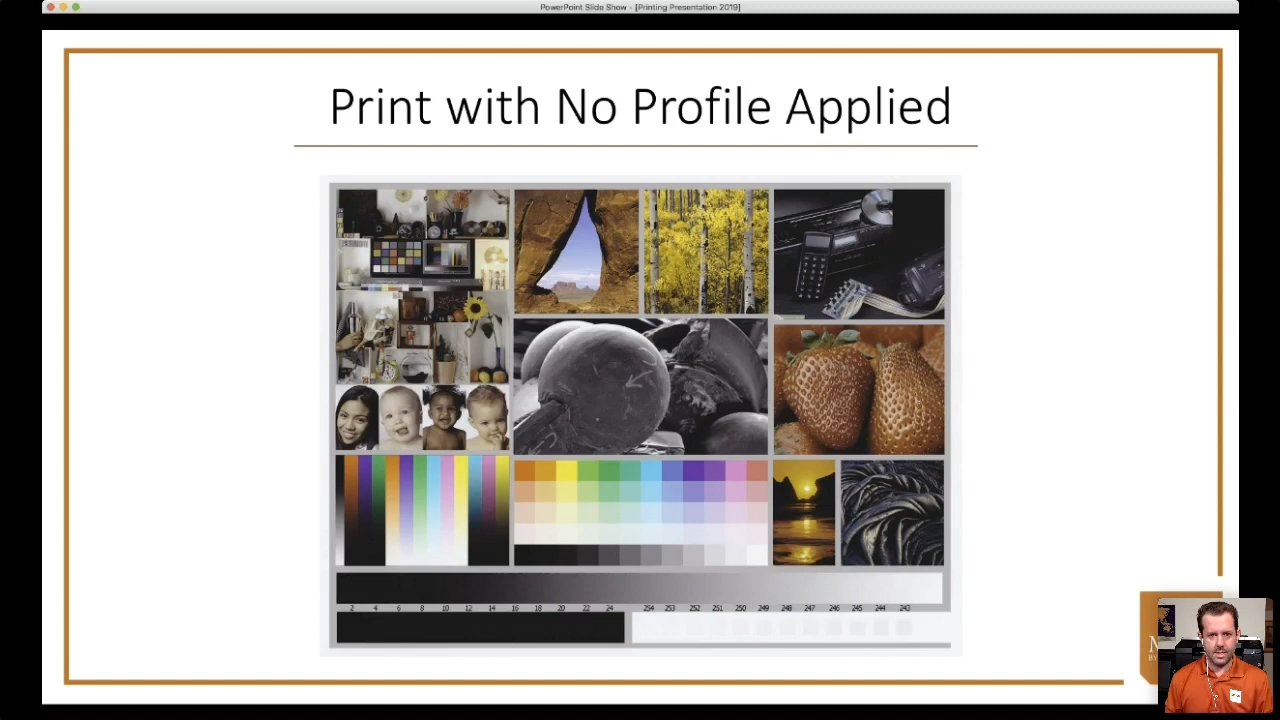 PowerPoint Slide Show - [Printing Presentation 2019]
Print with No Profile Applied
2 4 6 8 10 12 14 16 18 20 22 24 254 253 252 251 250 249 248 247 246 245 244 243